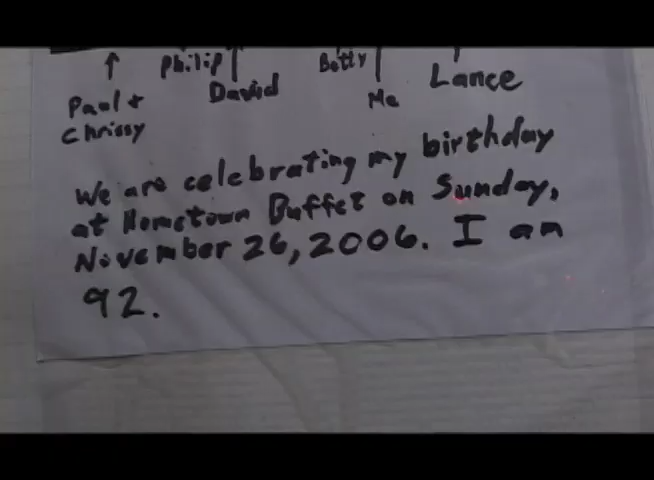 Philip Betty
David Lance
Paul + Me
Chrissy
We are celebrating my birthday
at Hometown Buffet on Sunday,
November 26, 2006. I am
92.